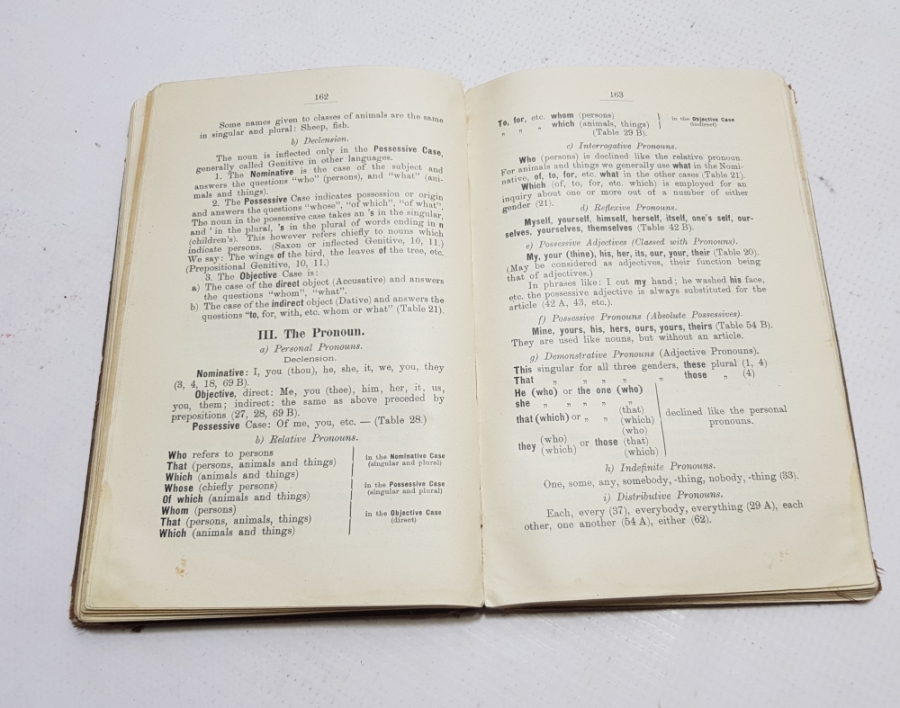 162
Some names given to classes of animals are the same
in singular and plural: Sheep, fish.
b) Declension.
The noun is inflected only in the Possessive Case,
generally called Genitive in other languages.
1. The Nominative is the case of the subject and
answers the questions "who" (person), and "what" (ani-
mals and things).
2. The Possessive Case indicates possession or origin
and answers the questions "whose", "of which", "of what".
The noun in the possessive case takes an 's in the singular,
and ' in the plural, 's in the plural of words ending in n
(children's). This however refers chiefly to nouns which
indicate persons. (Saxon or inflected Genitive, 10, 11.)
We say: The wings of the bird, the leaves of the tree, etc.
(Prepositional Genitive, 10, 11.)
3. The Objective Case is:
a) The case of the direct object (Accusative) and answers
the questions "whom", "what".
b) The case of the indirect object (Dative) and answers the
questions "to, for, with, etc. whom or what" (Table 21).
III. The Pronoun.
a) Personal Pronouns.
Declension.
Nominative: I, you (thou), he, she, it, we, you, they
(3, 4, 18, 69 B).
Objective, direct: Me, you (thee), him, her, it, us,
you, them; indirect: the same as above preceded by
prepositions (27, 28, 69 B).
Possessive Case: Of me, you, etc. — (Table 28.)
b) Relative Pronouns.
Who refers to persons
That (persons, animals and things)
Which (animals and things)
in the Nominative Case
(singular and plural)
Whose (chiefly persons)
Of which (animals and things)
in the Possessive Case
(singular and plural)
Whom (persons)
That (persons, animals, things)
Which (animals and things)
in the Objective Case
(direct)
163
To, for, etc. whom (persons)
„ „ „ which (animals, things)
(Table 29 B).
in the Objective Case
(indirect)
c) Interrogative Pronouns.
Who (persons) is declined like the relative pronoun.
For animals and things we generally use what in the Nomi-
native, of, to, for, etc. what in the other cases (Table 21).
Which (of, to, for, etc. which) is employed for an
inquiry about one or more out of a number of either
gender (21).
d) Reflexive Pronouns.
Myself, yourself, himself, herself, itself, one's self, our-
selves, yourselves, themselves (Table 42 B).
e) Possessive Adjectives (Classed with Pronouns).
My, your (thine), his, her, its, our, your, their (Table 20).
(May be considered as adjectives, their function being
that of adjectives.)
In phrases like: I cut my hand; he washed his face,
etc. the possessive adjective is always substituted for the
article (42 A, 43, etc.).
f) Possessive Pronouns (Absolute Possessives).
Mine, yours, his, hers, ours, yours, theirs (Table 54 B).
They are used like nouns, but without an article.
g) Demonstrative Pronouns (Adjective Pronouns).
This singular for all three genders, these plural (1, 4)
That „ „ „ „ „ those „ (4)
He (who) or the one (who)
she „ „ „ „ „
that (which) or „ „ (that)
(which)
(who)
they (who)
(which) or those (that)
(which)
declined like the personal
pronouns.
h) Indefinite Pronouns.
One, some, any, somebody, -thing, nobody, -thing (33).
i) Distributive Pronouns.
Each, every (37), everybody, everything (29 A), each
other, one another (54 A), either (62).